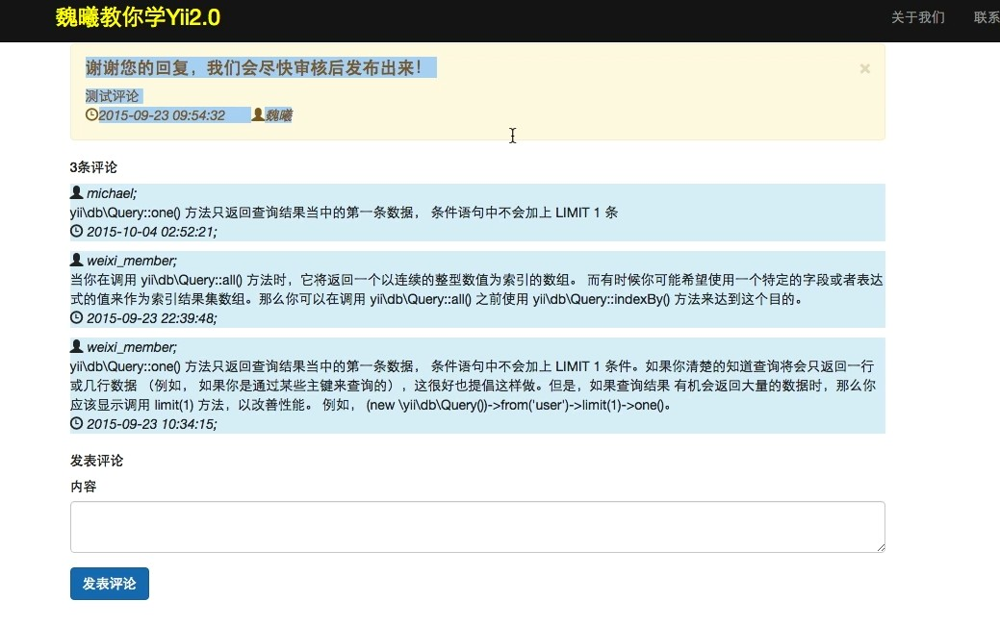 魏曦教你学Yii2.0
关于我们 联系
谢谢您的回复，我们会尽快审核后发布出来！
×
测试评论
2015-09-23 09:54:32 魏曦
3条评论
michael;
yii\db\Query::one() 方法只返回查询结果当中的第一条数据， 条件语句中不会加上 LIMIT 1 条
2015-10-04 02:52:21;
weixi_member;
当你在调用 yii\db\Query::all() 方法时，它将返回一个以连续的整型数值为索引的数组。 而有时候你可能希望使用一个特定的字段或者表达
式的值来作为索引结果集数组。那么你可以在调用 yii\db\Query::all() 之前使用 yii\db\Query::indexBy() 方法来达到这个目的。
2015-09-23 22:39:48;
weixi_member;
yii\db\Query::one() 方法只返回查询结果当中的第一条数据， 条件语句中不会加上 LIMIT 1 条件。如果你清楚的知道查询将会只返回一行
或几行数据 （例如， 如果你是通过某些主键来查询的），这很好也提倡这样做。但是，如果查询结果 有机会返回大量的数据时，那么你
应该显示调用 limit(1) 方法，以改善性能。 例如， (new \yii\db\Query())->from('user')->limit(1)->one()。
2015-09-23 10:34:15;
发表评论
内容
发表评论